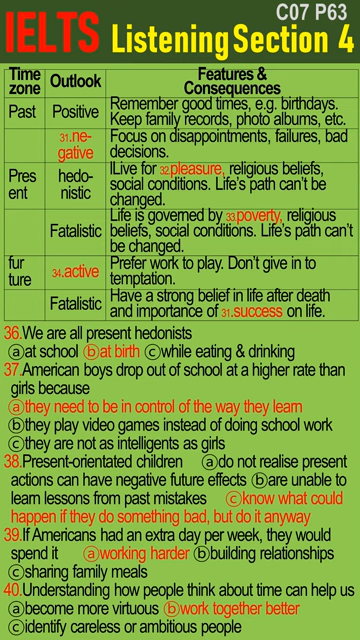 C07 P63
IELTS Listening Section 4
Time zone | Outlook | Features & Consequences
Past | Positive | Remember good times, e.g. birthdays.
Keep family records, photo albums, etc.
31.ne-gative | Focus on disappointments, failures, bad
decisions.
Pres ent | hedo-nistic | lLive for 32pleasure, religious beliefs,
social conditions. Life's path can't be
changed.
Fatalistic | Life is governed by 33.poverty, religious
beliefs, social conditions. Life's path can't
be changed.
fur ture | 34.active | Prefer work to play. Don't give in to
temptation.
Fatalistic | Have a strong belief in life after death
and importance of 31.success on life.
36.We are all present hedonists
ⓐat school ⓑat birth ⓒwhile eating & drinking
37.American boys drop out of school at a higher rate than
girls because
ⓐthey need to be in control of the way they learn
ⓑthey play video games instead of doing school work
ⓒthey are not as intelligents as girls
38.Present-orientated children ⓐdo not realise present
actions can have negative future effects ⓑare unable to
learn lessons from past mistakes ⓒknow what could
happen if they do something bad, but do it anyway
39.If Americans had an extra day per week, they would
spend it ⓐworking harder ⓑbuilding relationships
ⓒsharing family meals
40.Understanding how people think about time can help us
ⓐbecome more virtuous ⓑwork together better
ⓒidentify careless or ambitious people